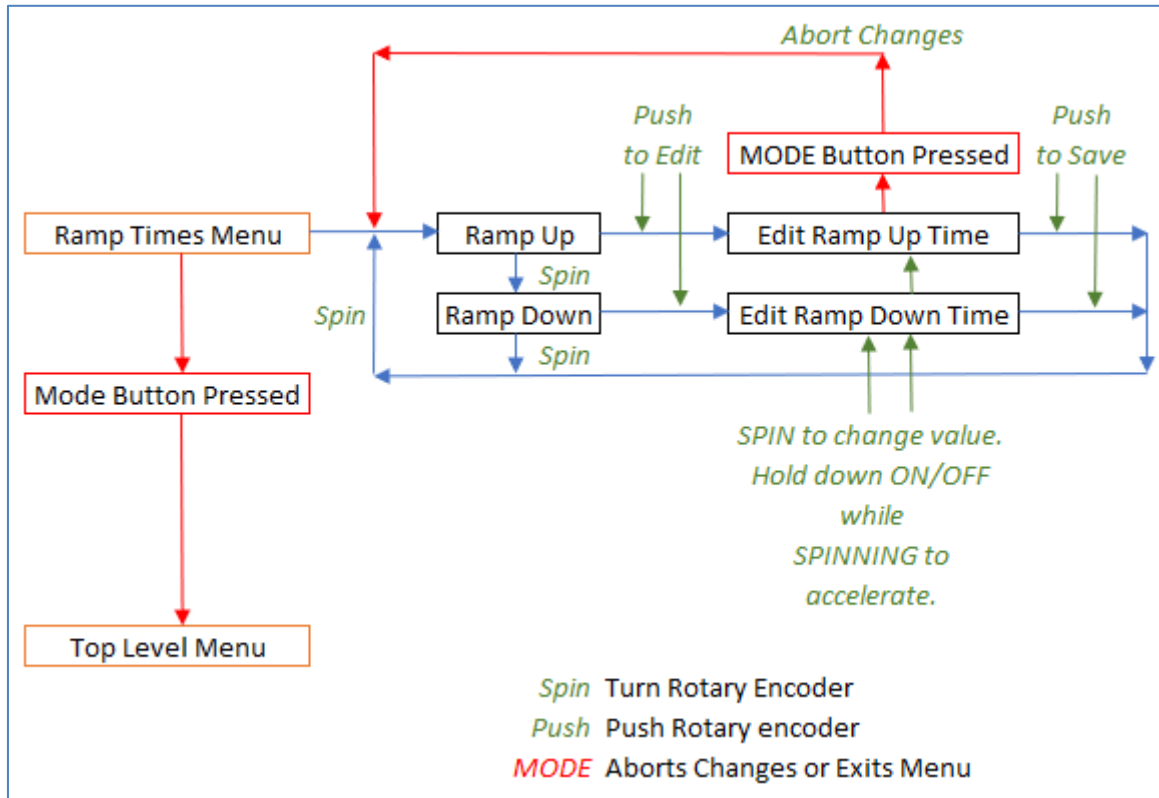 Abort Changes
Push
to Edit
Push
to Save
MODE Button Pressed
Ramp Times Menu
Ramp Up
Edit Ramp Up Time
Spin
Spin
Ramp Down
Edit Ramp Down Time
Spin
Mode Button Pressed
SPIN to change value.
Hold down ON/OFF
while
SPINNING to
accelerate.
Top Level Menu
Spin Turn Rotary Encoder
Push Push Rotary encoder
MODE Aborts Changes or Exits Menu